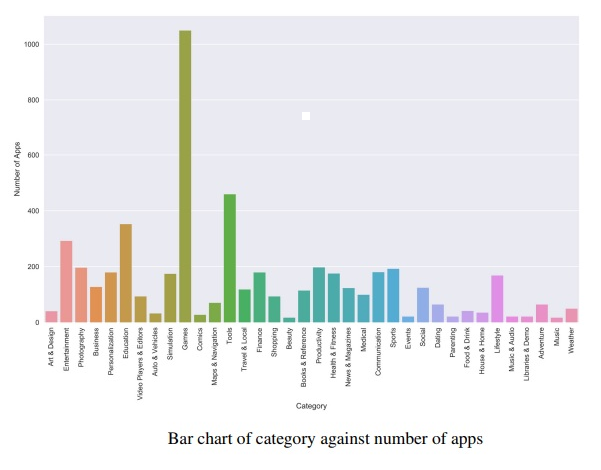 1000
800
600
400
200
0
Number of Apps
Art & Design
Entertainment
Photography
Business
Personalization
Education
Video Players & Editors
Auto & Vehicles
Simulation
Games
Comics
Maps & Navigation
Tools
Travel & Local
Finance
Shopping
Beauty
Books & Reference
Productivity
Health & Fitness
News & Magazines
Medical
Communication
Sports
Events
Social
Dating
Parenting
Food & Drink
House & Home
Lifestyle
Music & Audio
Libraries & Demo
Adventure
Music
Weather
Category
Bar chart of category against number of apps